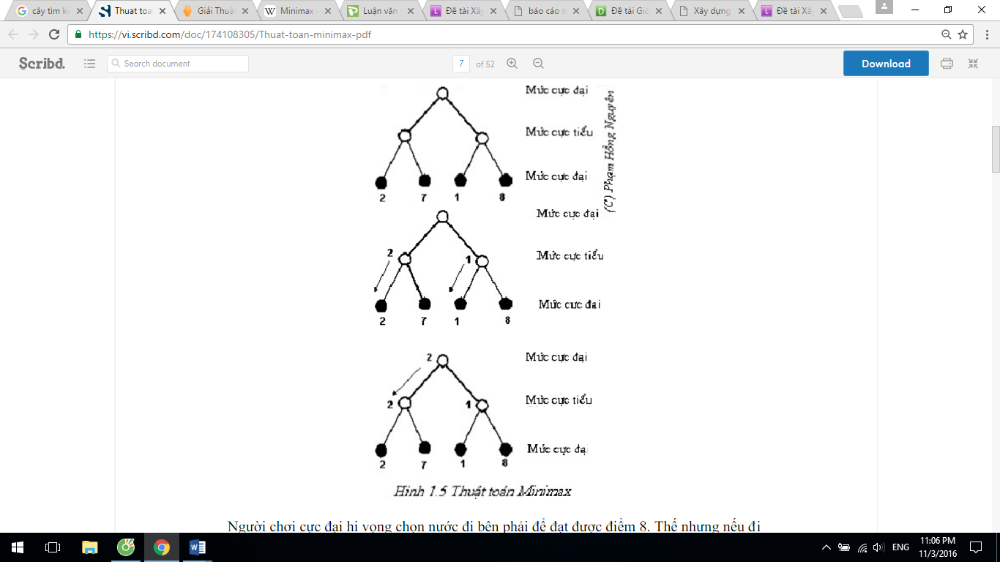 cây tìm ki
Thuat toa
Giải Thuậ
Minimax -
Luận văn
Đề tài Xâ
báo cáo n
Đề tài Gi
Xây dựng
Đề tài Xâ
https://vi.scribd.com/doc/174108305/Thuat-toan-minimax-pdf
Scribd.
Search document
7 of 52
Download
Mức cực đại
Mức cực tiểu
Mức cực đại
(C) Phạm Hồng Nguyên
2 7 1 8
Mức cực đại
2 1 Mức cực tiểu
Mức cực đại
2 7 1 8
2 Mức cực đại
2 1 Mức cực tiểu
Mức cực đại
2 7 1 8
Hình 1.5 Thuật toán Minimax
Người chơi cực đại hi vọng chọn nước đi bên phải để đạt được điểm 8. Thế nhưng nếu đi
ENG
11:06 PM
11/3/2016